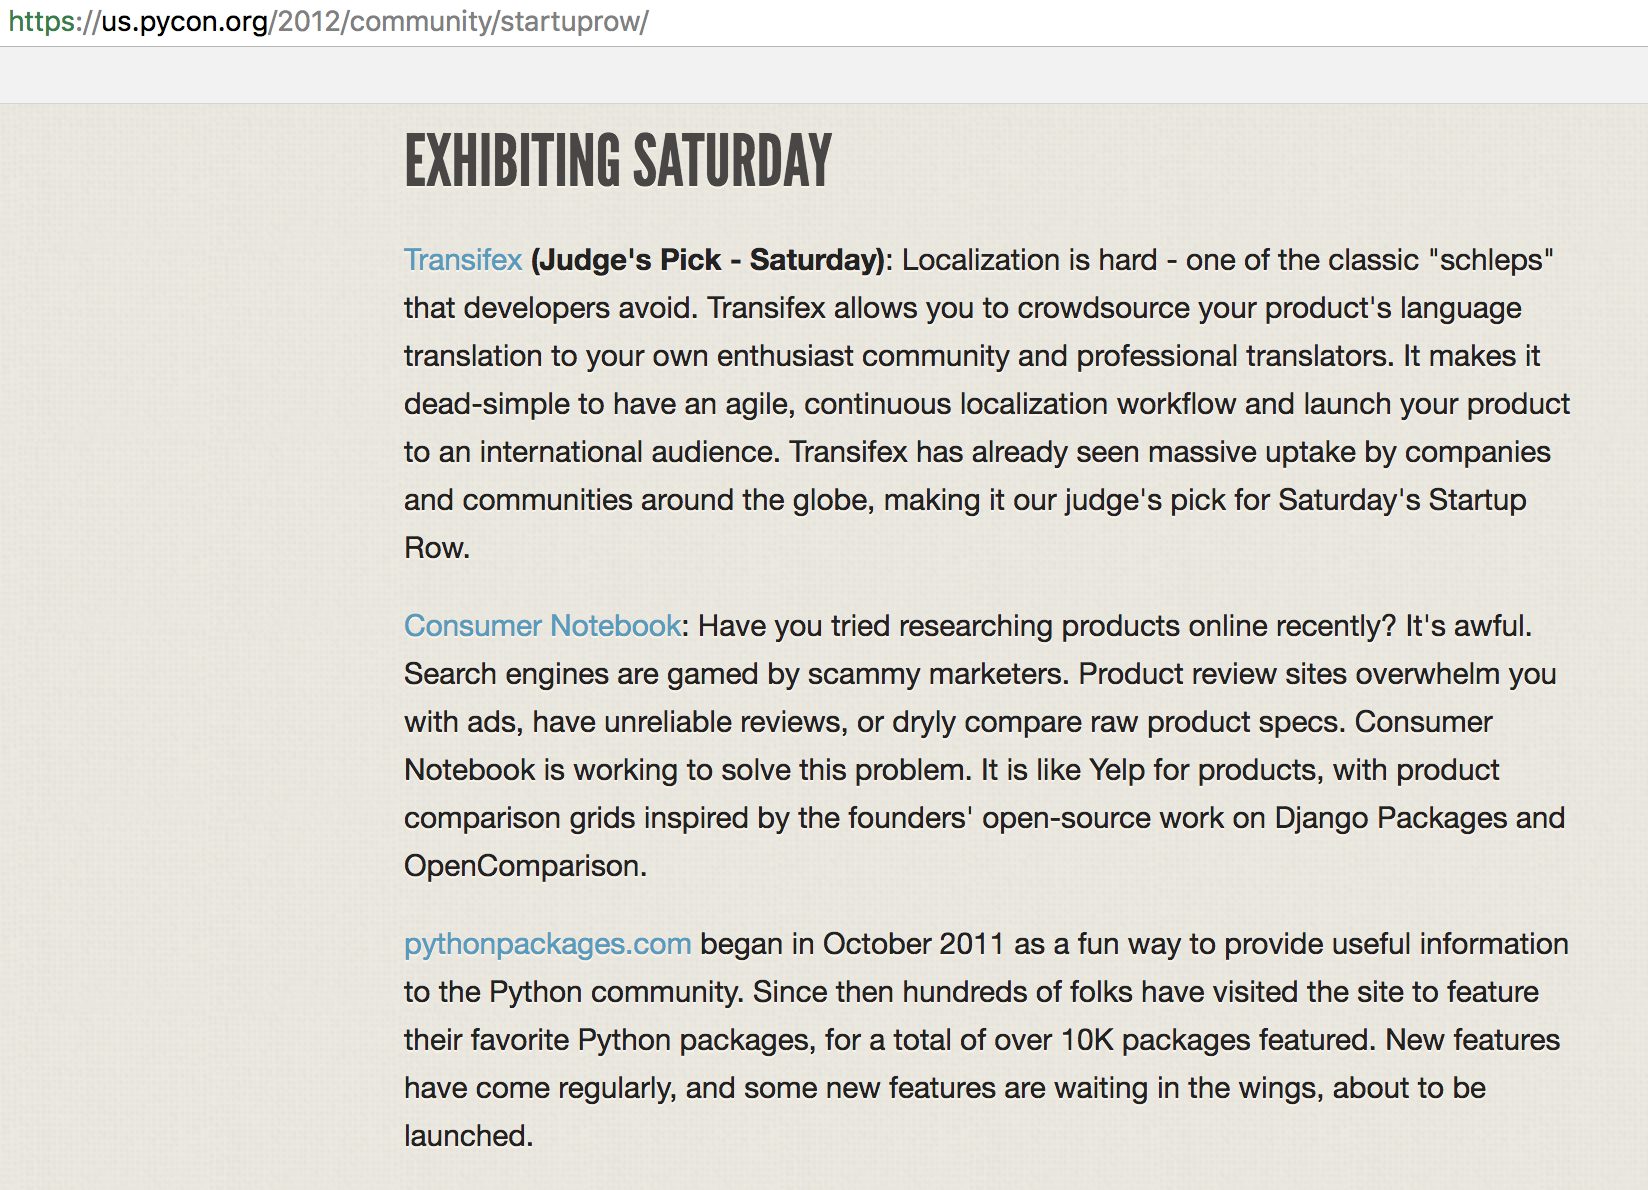 https://us.pycon.org/2012/community/startuprow/
EXHIBITING SATURDAY
Transifex (Judge's Pick - Saturday): Localization is hard - one of the classic "schleps"
that developers avoid. Transifex allows you to crowdsource your product's language
translation to your own enthusiast community and professional translators. It makes it
dead-simple to have an agile, continuous localization workflow and launch your product
to an international audience. Transifex has already seen massive uptake by companies
and communities around the globe, making it our judge's pick for Saturday's Startup
Row.
Consumer Notebook: Have you tried researching products online recently? It's awful.
Search engines are gamed by scammy marketers. Product review sites overwhelm you
with ads, have unreliable reviews, or dryly compare raw product specs. Consumer
Notebook is working to solve this problem. It is like Yelp for products, with product
comparison grids inspired by the founders' open-source work on Django Packages and
OpenComparison.
pythonpackages.com began in October 2011 as a fun way to provide useful information
to the Python community. Since then hundreds of folks have visited the site to feature
their favorite Python packages, for a total of over 10K packages featured. New features
have come regularly, and some new features are waiting in the wings, about to be
launched.